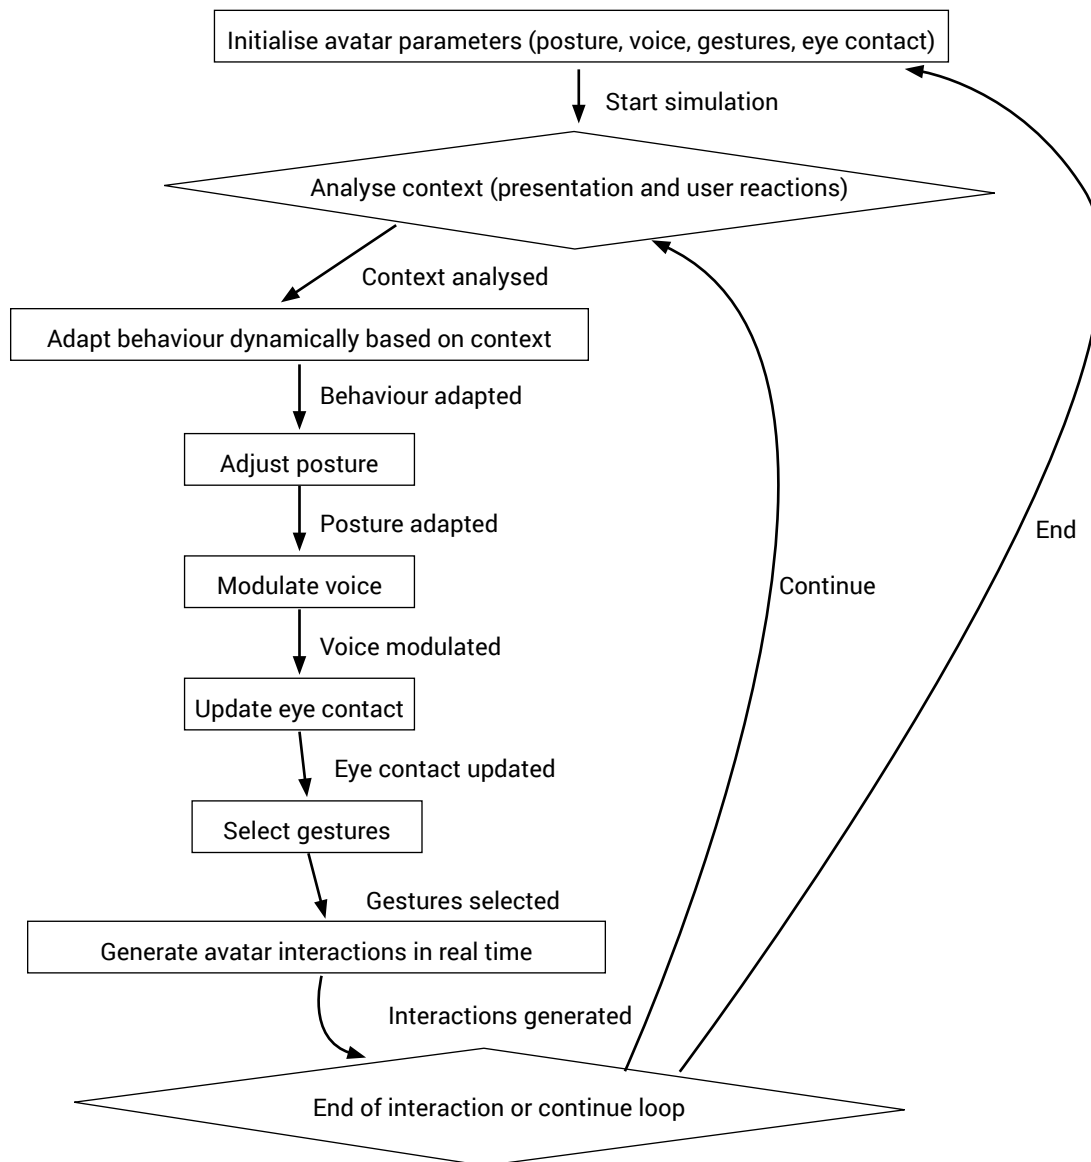 Initialise avatar parameters (posture, voice, gestures, eye contact)
Start simulation
Analyse context (presentation and user reactions)
Context analysed
Adapt behaviour dynamically based on context
Behaviour adapted
Adjust posture
Posture adapted
End
Modulate voice
Continue
Voice modulated
Update eye contact
Eye contact updated
Select gestures
Gestures selected
Generate avatar interactions in real time
Interactions generated
End of interaction or continue loop